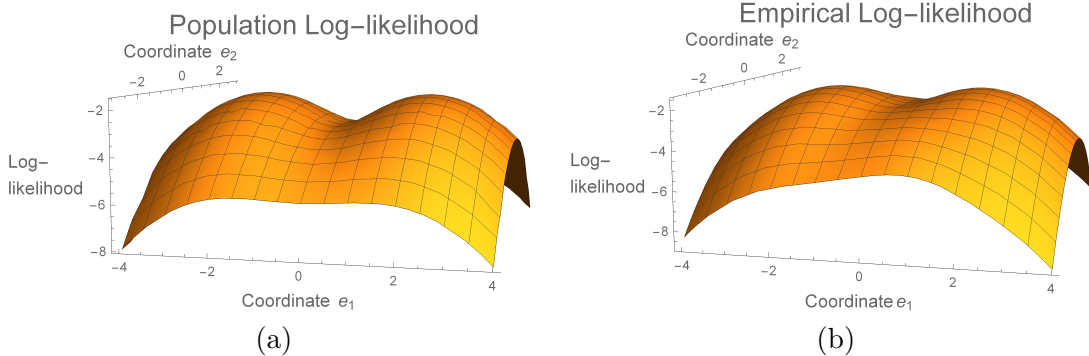 Population Log−likelihood
Coordinate e2
−2 0 2
−2
−4
−6
−8
Log−
likelihood
−4 −2 0 2 4
Coordinate e1
(a)
Empirical Log−likelihood
Coordinate e2
−2 0 2
−2
−4
−6
−8
Log−
likelihood
−4 −2 0 2 4
Coordinate e1
(b)